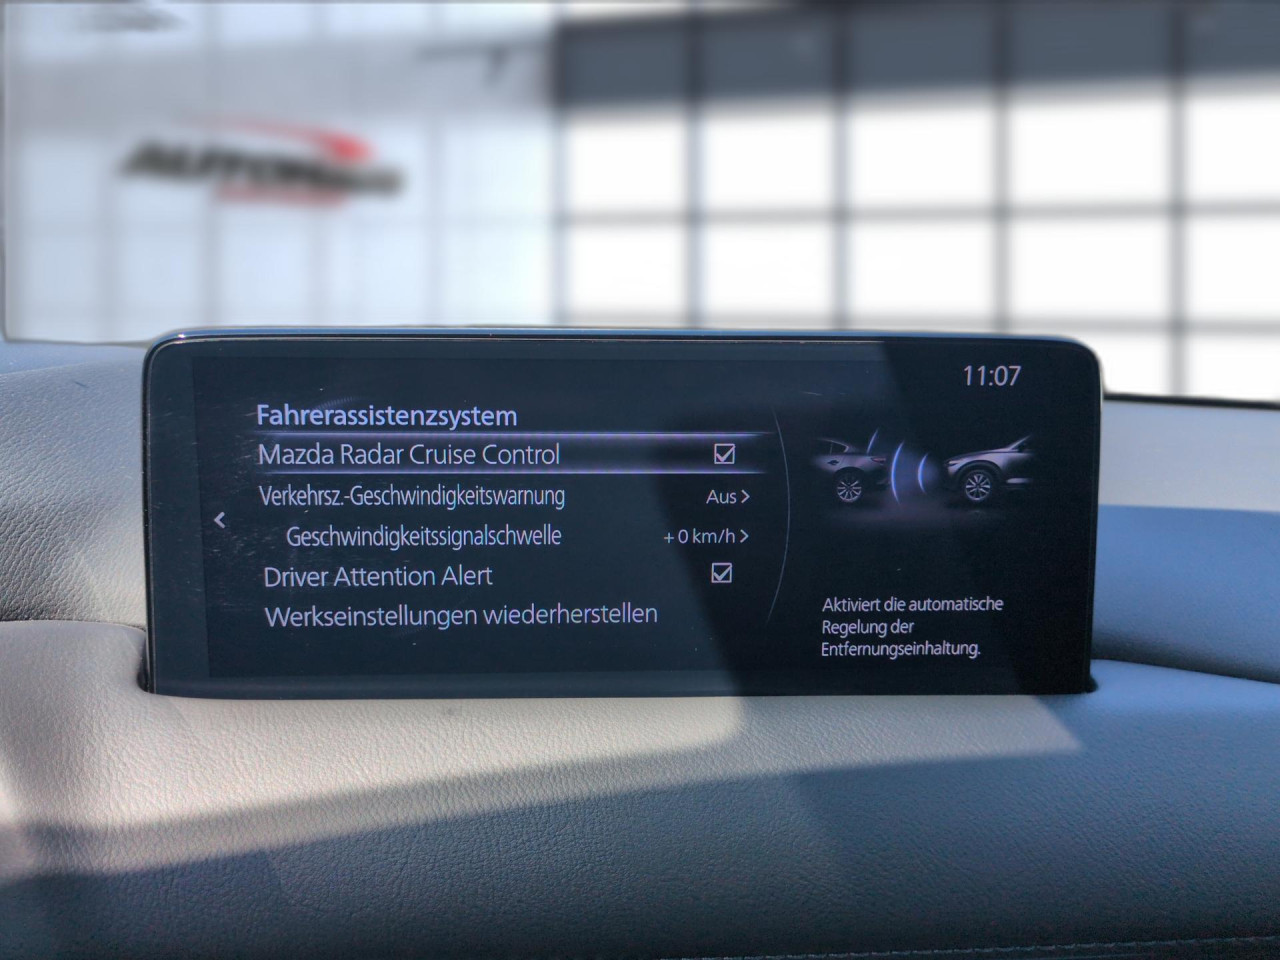 11:07
Fahrerassistenzsystem
Mazda Radar Cruise Control
Verkehrsz.-Geschwindigkeitswarnung Aus >
Geschwindigkeitssignalschwelle + 0 km/h >
Driver Attention Alert
Werkseinstellungen wiederherstellen
Aktiviert die automatische
Regelung der
Entfernungseinhaltung.